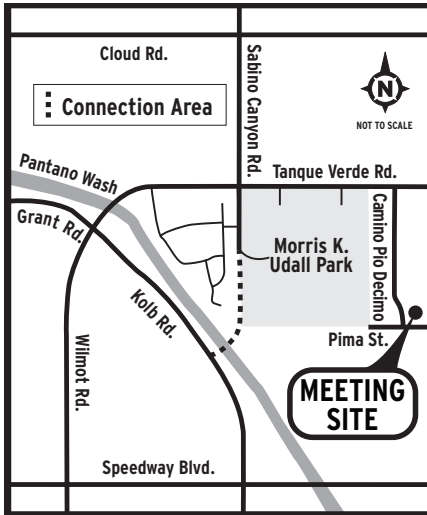 Cloud Rd.
Sabino Canyon Rd.
N
NOT TO SCALE
Connection Area
Pantano Wash
Tanque Verde Rd.
Grant Rd.
Morris K.
Udall Park
Camino Pio Decimo
Kolb Rd.
Pima St.
Wilmot Rd.
MEETING
SITE
Speedway Blvd.